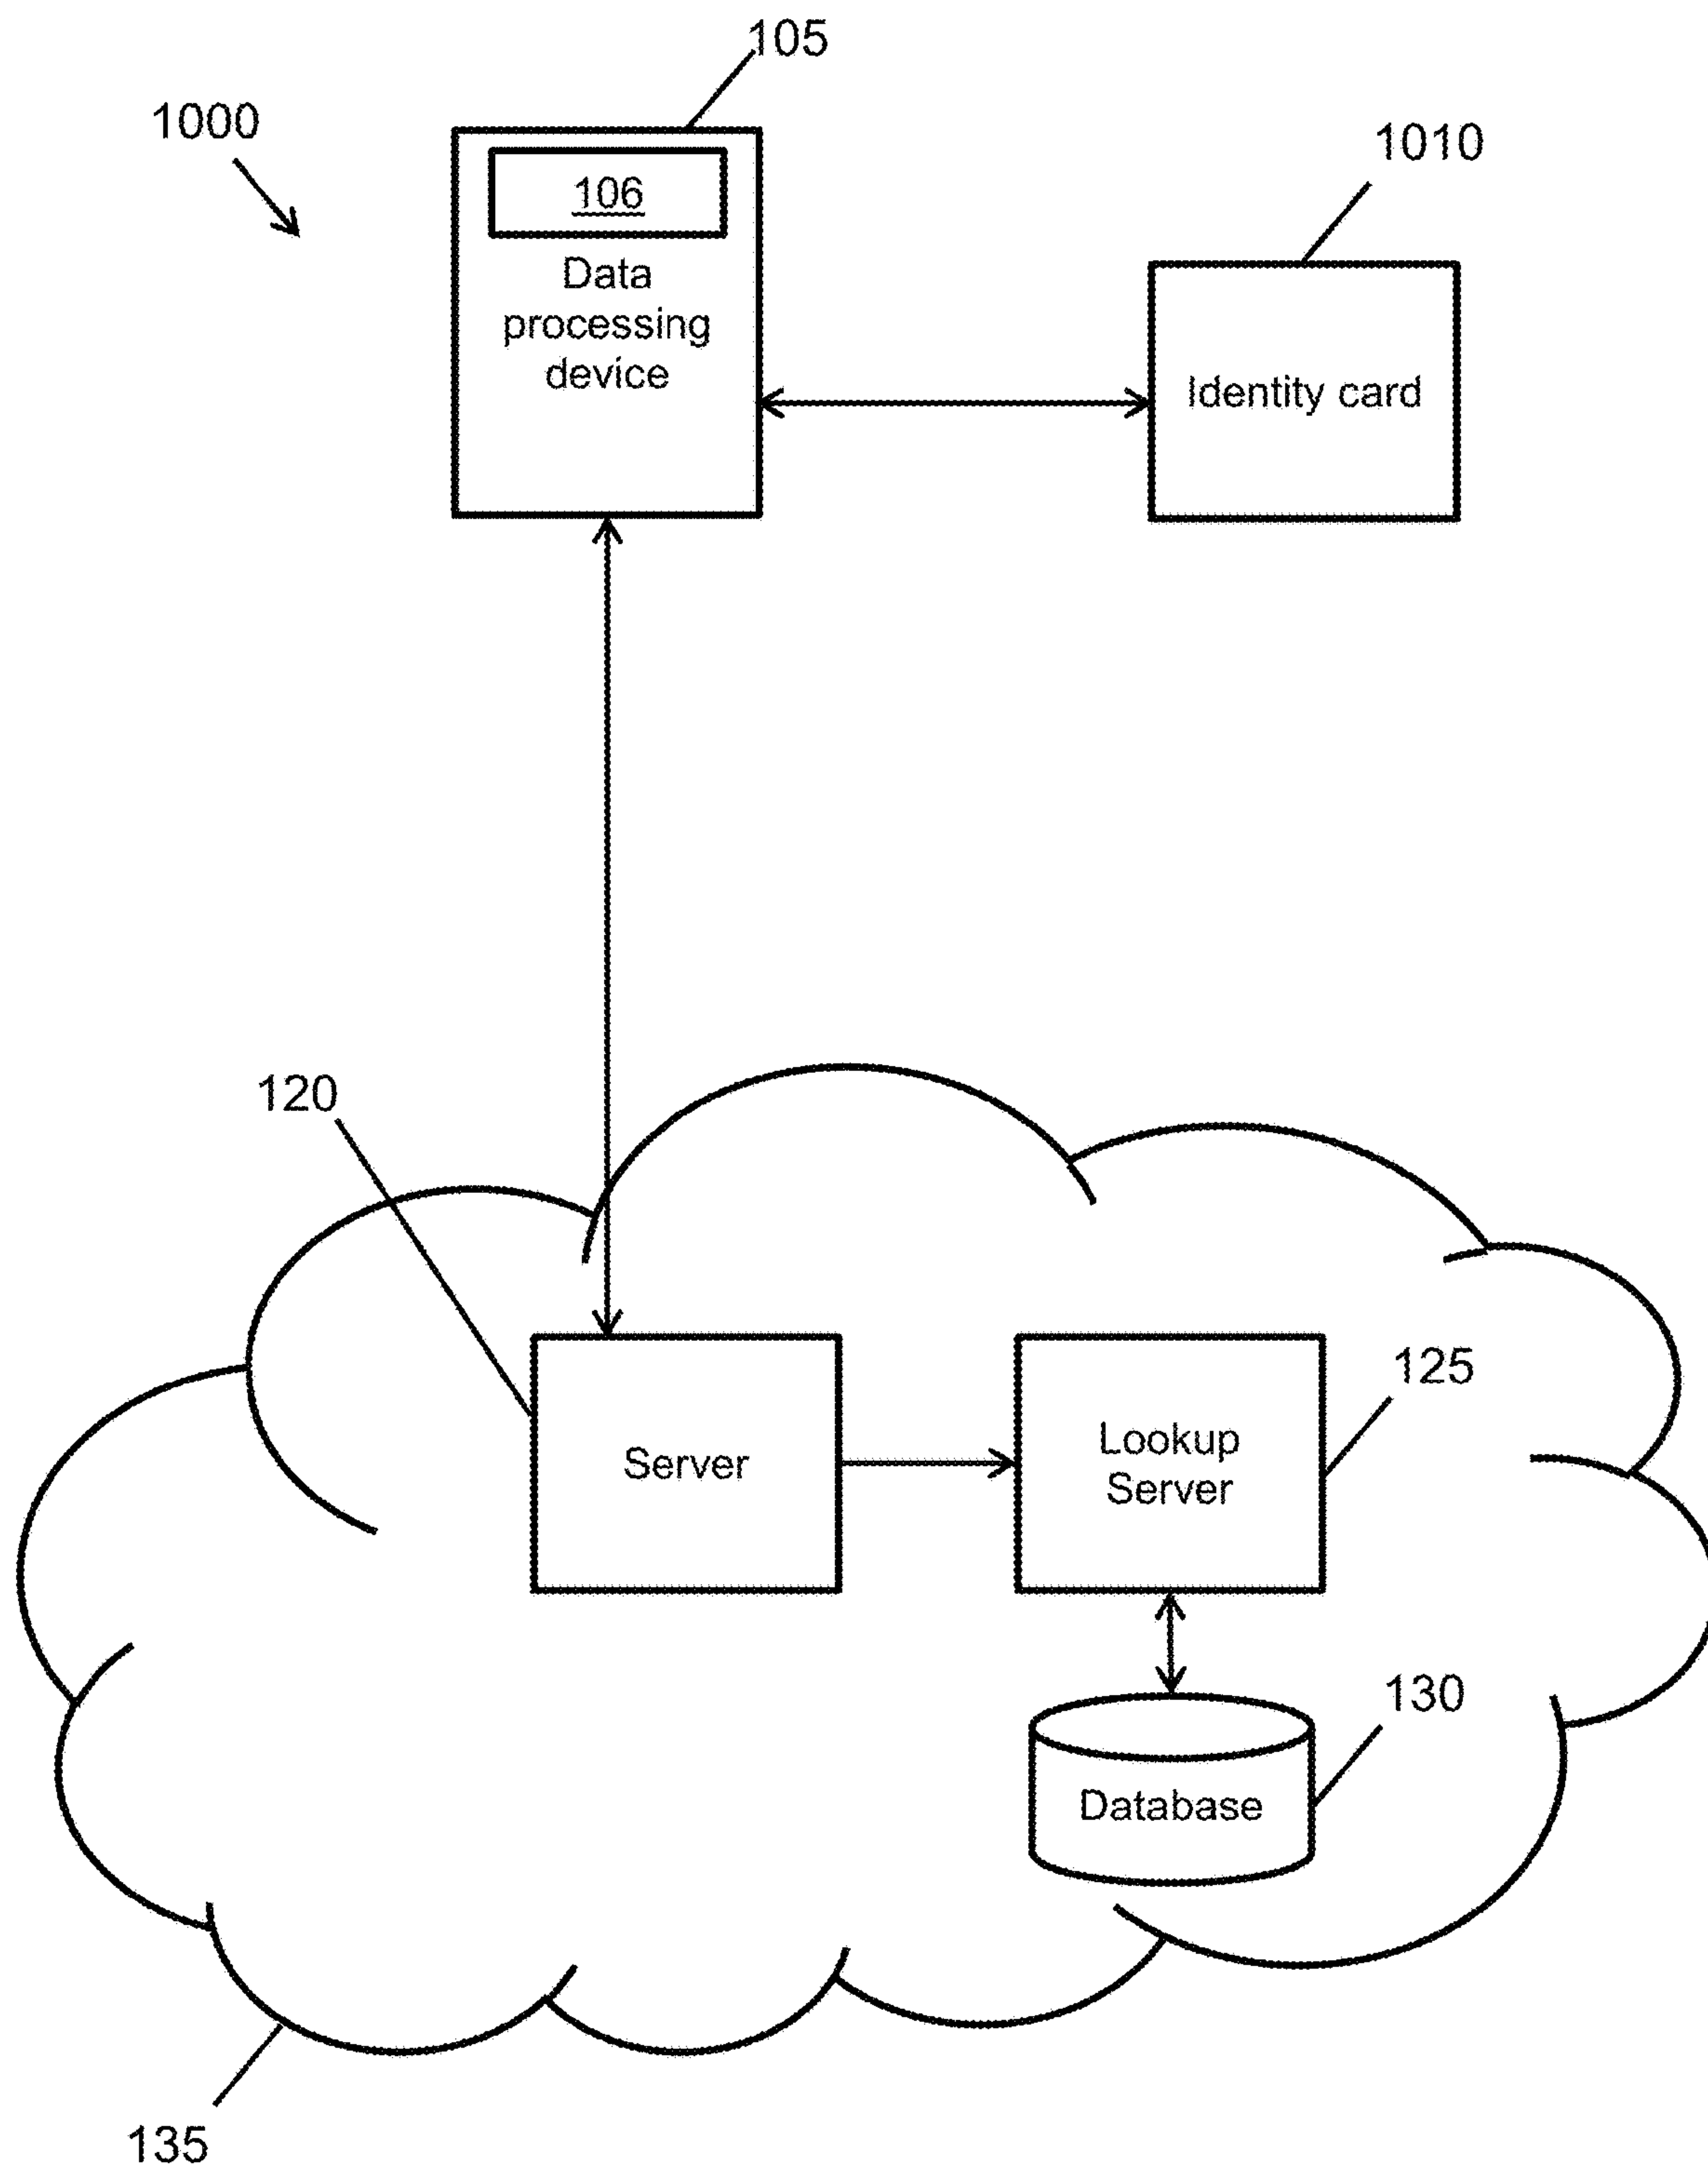 105
1000
1010
106
Data
processing
device
Identity card
120
125
Server
Lookup
Server
130
Database
135